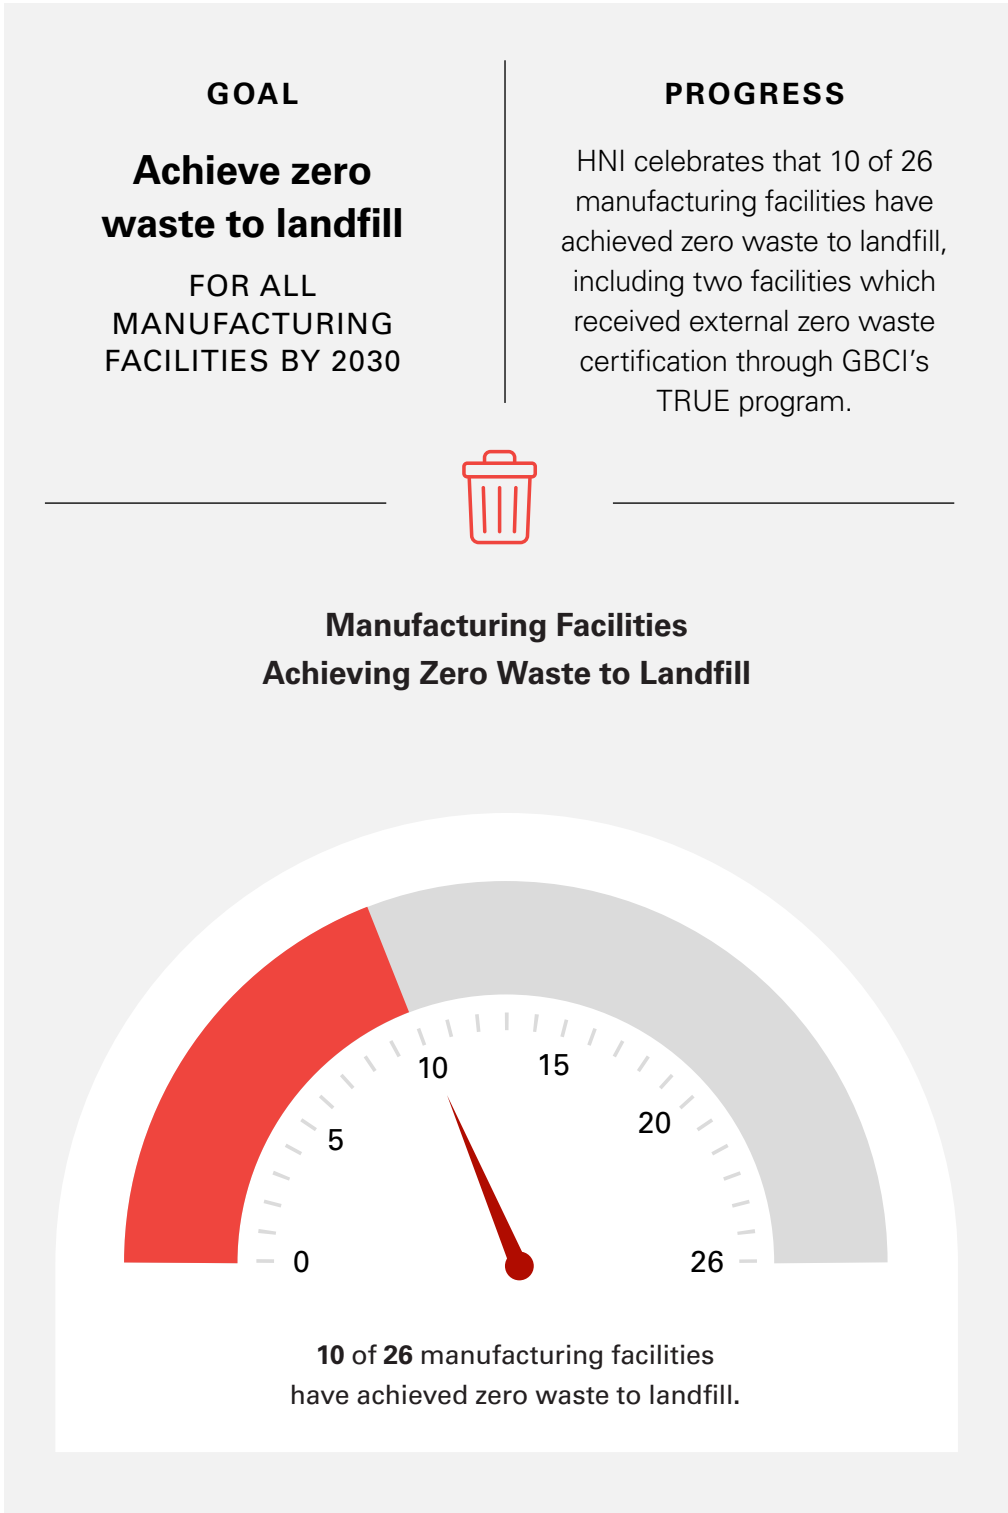 GOAL
Achieve zero
waste to landfill
FOR ALL
MANUFACTURING
FACILITIES BY 2030
PROGRESS
HNI celebrates that 10 of 26
manufacturing facilities have
achieved zero waste to landfill,
including two facilities which
received external zero waste
certification through GBCI’s
TRUE program.
Manufacturing Facilities
Achieving Zero Waste to Landfill
0
5
10
15
20
26
10 of 26 manufacturing facilities
have achieved zero waste to landfill.